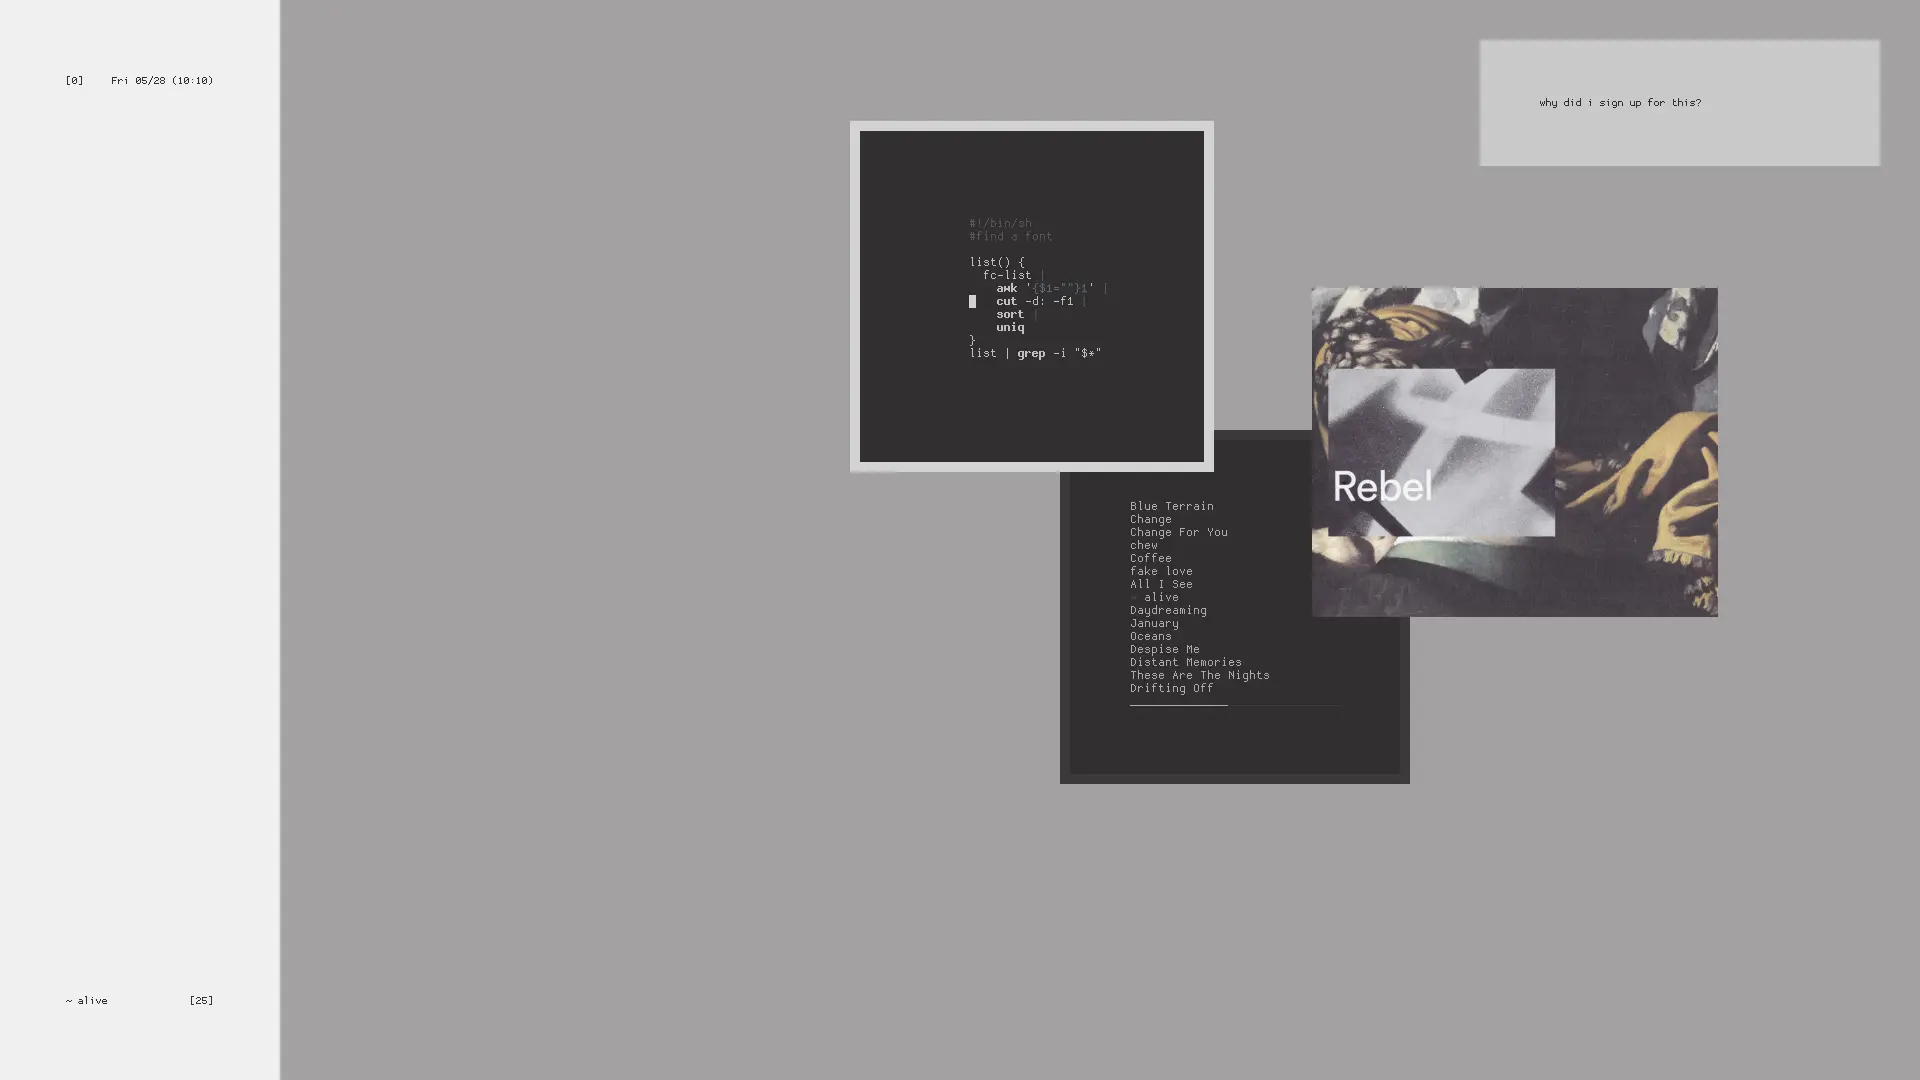 [0] Fri 05/28 (10:10)
why did i sign up for this?
#!/bin/sh
#find a font
list() {
fc-list |
awk '{$1=""}1' |
cut -d: -f1 |
sort |
uniq
}
list | grep -i "$*"
Rebel
Blue Terrain
Change
Change For You
chew
Coffee
fake love
All I See
~ alive
Daydreaming
January
Oceans
Despise Me
Distant Memories
These Are The Nights
Drifting Off
~ alive [25]